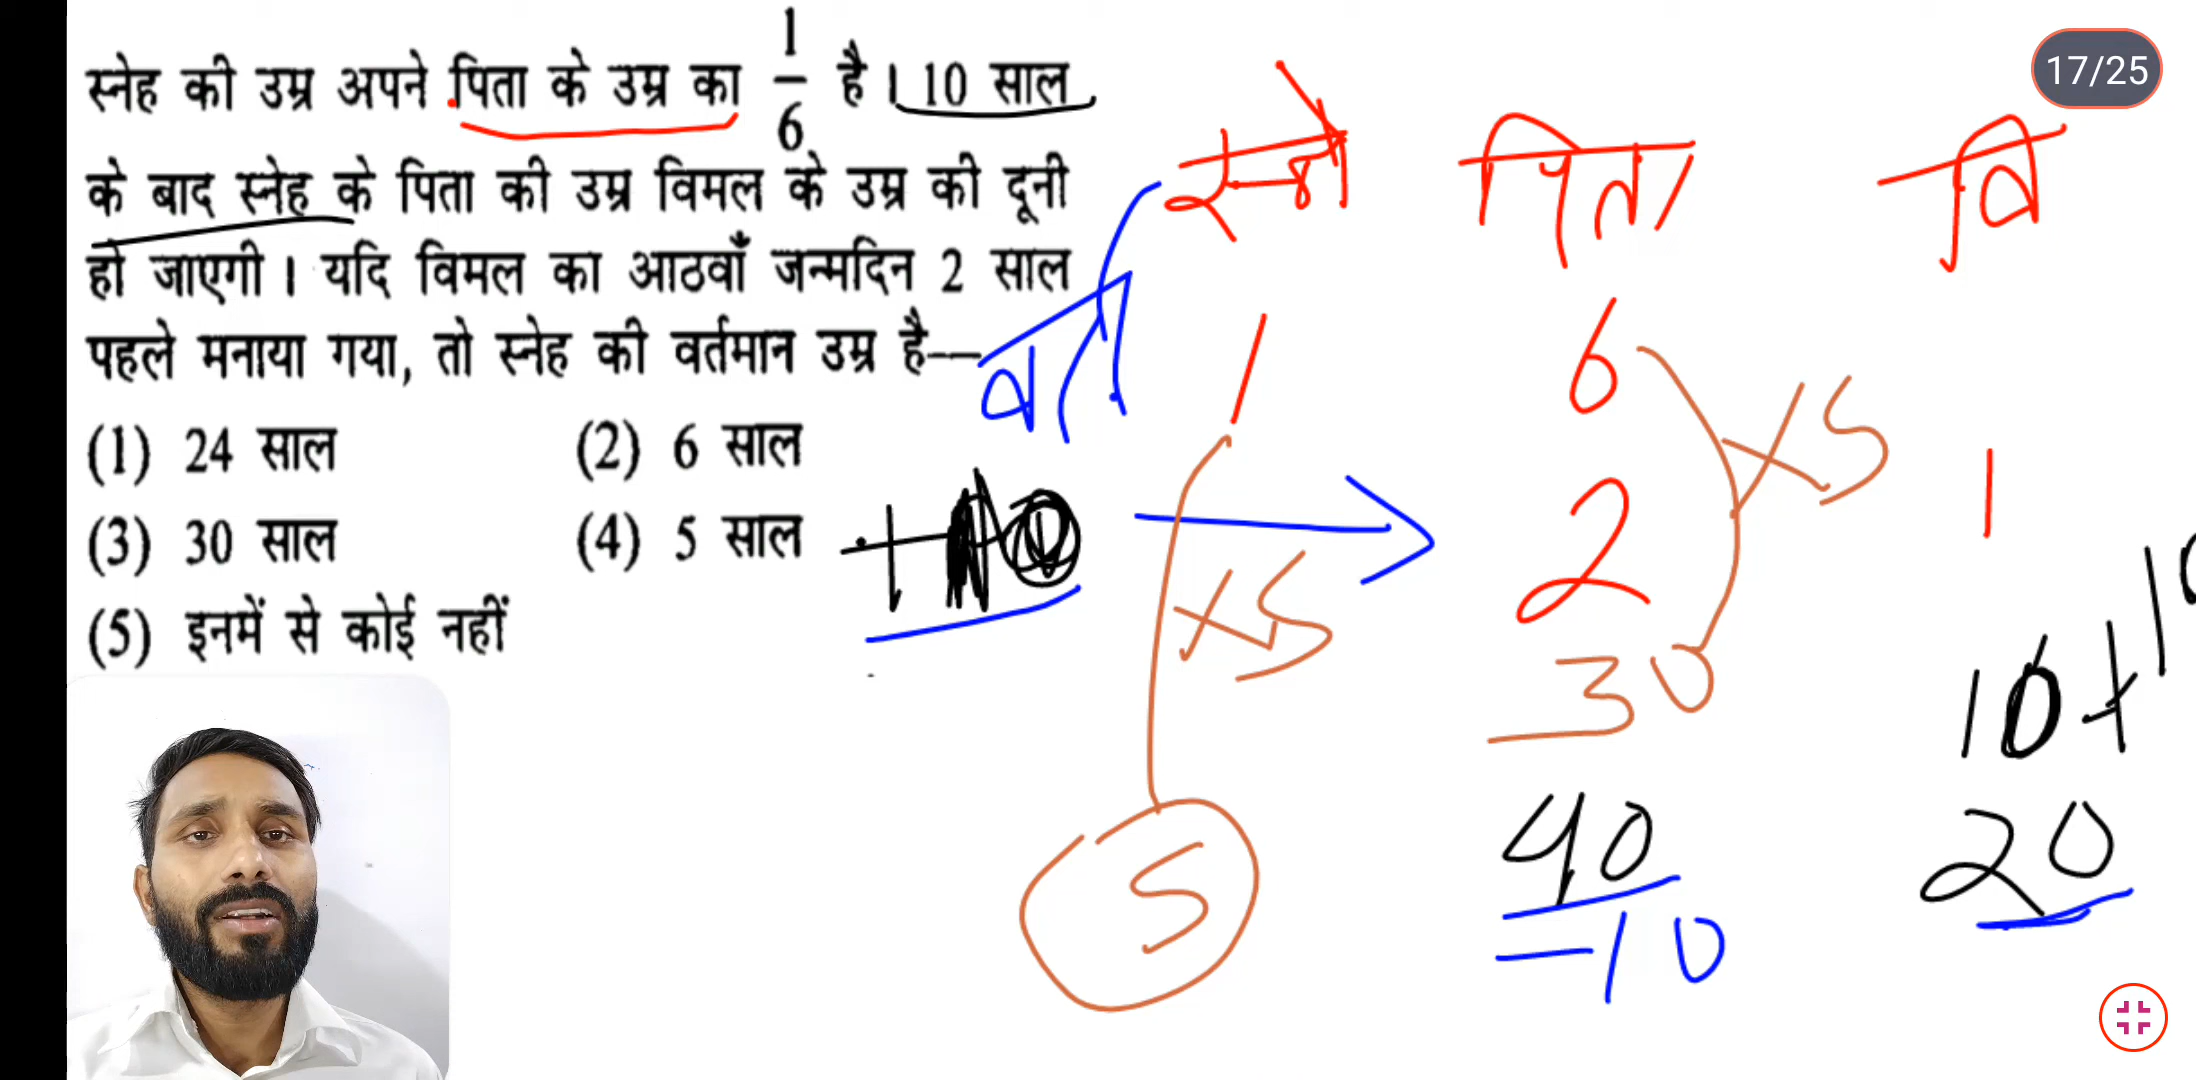 स्नेह की उम्र अपने पिता के उम्र का 1/6 है। 10 साल
के बाद स्नेह के पिता की उम्र विमल के उम्र की दूनी
हो जाएगी। यदि विमल का आठवाँ जन्मदिन 2 साल
पहले मनाया गया, तो स्नेह की वर्तमान उम्र है—
(1) 24 साल (2) 6 साल
(3) 30 साल (4) 5 साल
(5) इनमें से कोई नहीं
17/25
पिता वि
1 6
×5
2 1
×5
30
10+10
40 20
-10
5